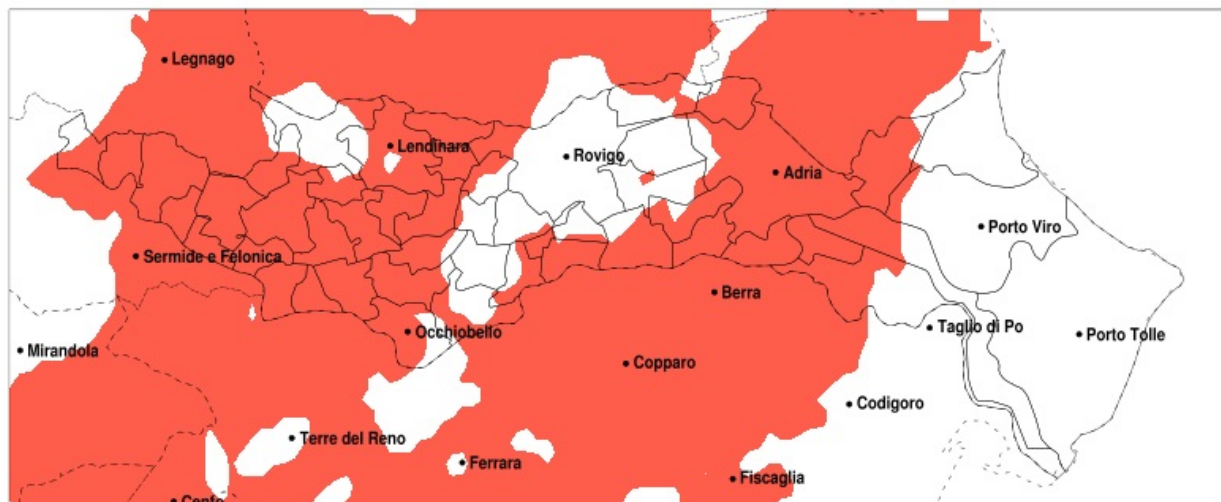 Legnago
Lendinara
Rovigo
Adria
Porto Viro
Sermide e Felonica
Berra
Taglio di Po
Porto Tolle
Occhiobello
Mirandola
Copparo
Codigoro
Terre del Reno
Ferrara
Fiscaglia